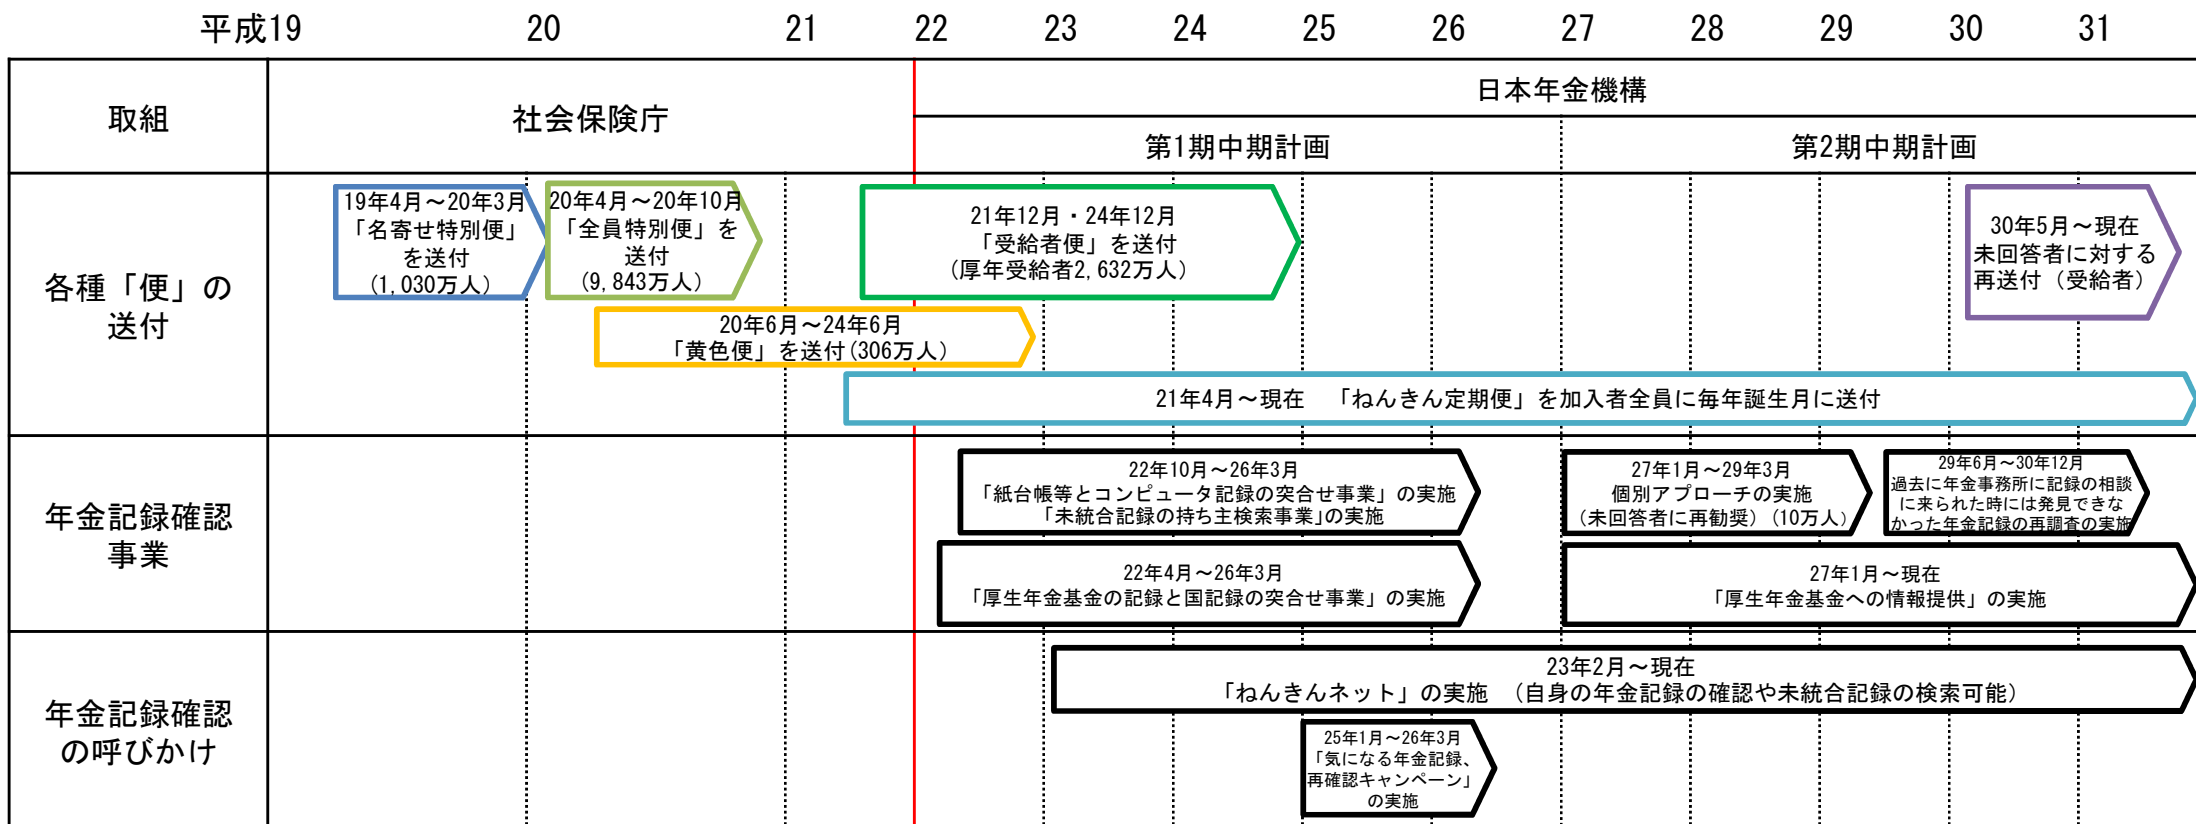 平成19 20 21 22 23 24 25 26 27 28 29 30 31
取組
社会保険庁
日本年金機構
第1期中期計画
第2期中期計画
各種「便」の
送付
19年4月～20年3月
「名寄せ特別便」
を送付
(1,030万人)
20年4月～20年10月
「全員特別便」を
送付
(9,843万人)
21年12月・24年12月
「受給者便」を送付
(厚年受給者2,632万人)
30年5月～現在
未回答者に対する
再送付（受給者）
20年6月～24年6月
「黄色便」を送付(306万人)
21年4月～現在　「ねんきん定期便」を加入者全員に毎年誕生月に送付
年金記録確認
事業
22年10月～26年3月
「紙台帳等とコンピュータ記録の突合せ事業」の実施
「未統合記録の持ち主検索事業」の実施
27年1月～29年3月
個別アプローチの実施
(未回答者に再勧奨）(10万人)
29年6月～30年12月
過去に年金事務所に記録の相談
に来られた時には発見できな
かった年金記録の再調査の実施
22年4月～26年3月
「厚生年金基金の記録と国記録の突合せ事業」の実施
27年1月～現在
「厚生年金基金への情報提供」の実施
年金記録確認
の呼びかけ
23年2月～現在
「ねんきんネット」の実施　（自身の年金記録の確認や未統合記録の検索可能）
25年1月～26年3月
「気になる年金記録、
再確認キャンペーン」
の実施